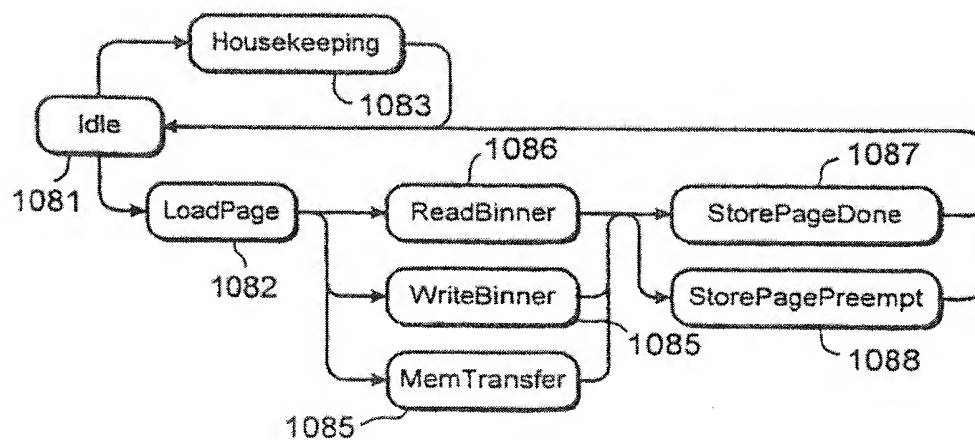 Housekeeping
1083
Idle
1081
1086
1087
LoadPage
ReadBinner
StorePageDone
1082
WriteBinner
StorePagePreempt
1085
1088
MemTransfer
1085